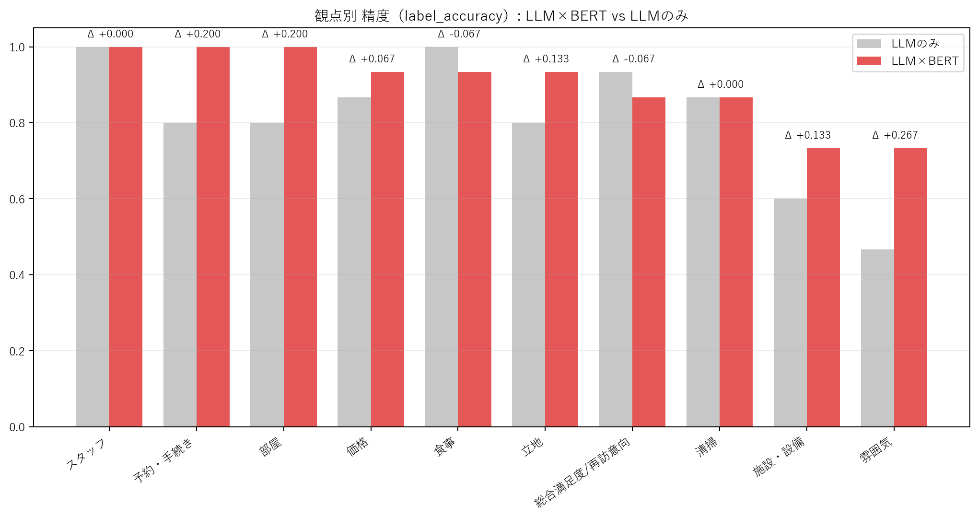 観点別 精度（label_accuracy）: LLM×BERT vs LLMのみ
Δ +0.000
Δ +0.200
Δ +0.200
Δ +0.067
Δ -0.067
Δ +0.133
Δ -0.067
Δ +0.000
Δ +0.133
Δ +0.267
LLMのみ
LLM×BERT
1.0
0.8
0.6
0.4
0.2
0.0
スタッフ
予約・手続き
部屋
価格
食事
立地
総合満足度/再訪意向
清掃
施設・設備
雰囲気